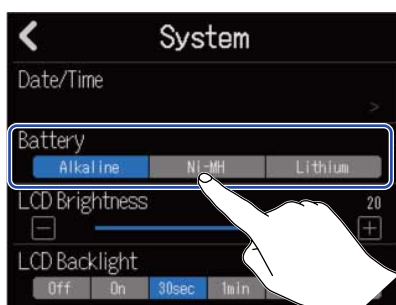 System
Date/Time
>
Battery
Alkaline Ni-MH Lithium
LCD Brightness 20
LCD Backlight
Off On 30sec 1min